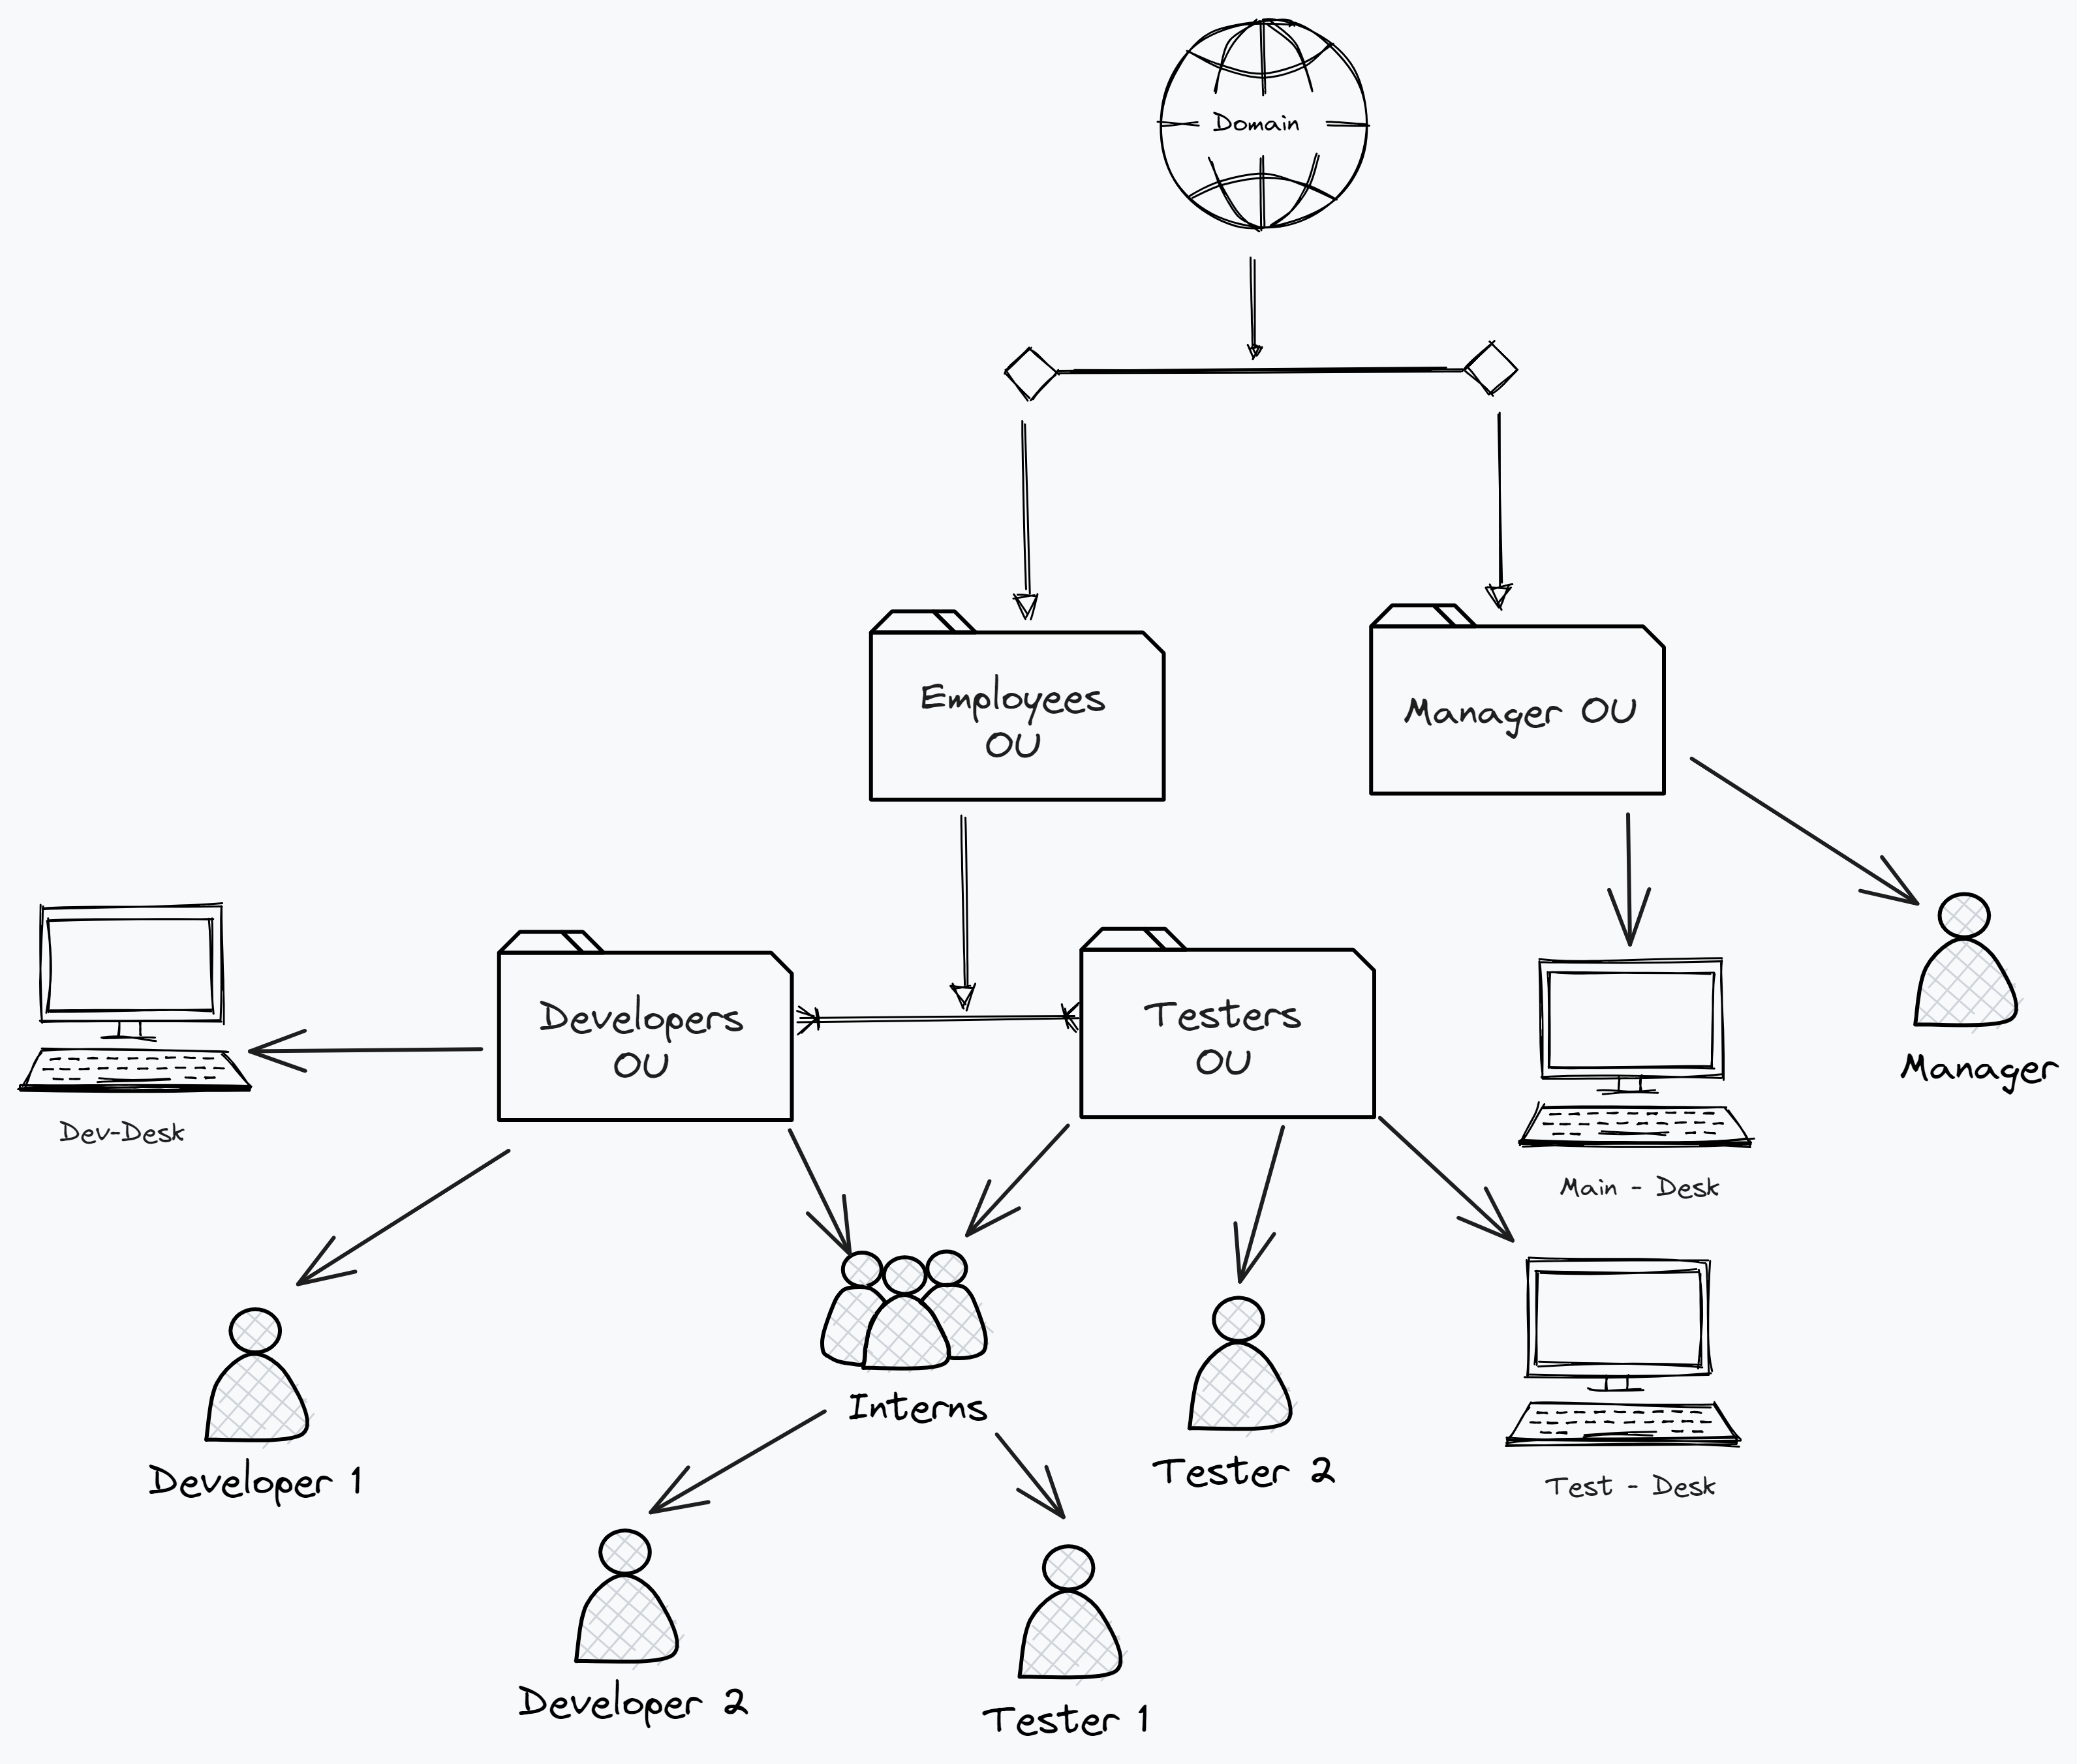 Domain
Employees
OU
Manager OU
Developers
OU
Testers
OU
Manager
Dev-Desk
Main - Desk
Interns
Developer 1
Tester 2
Test - Desk
Developer 2
Tester 1